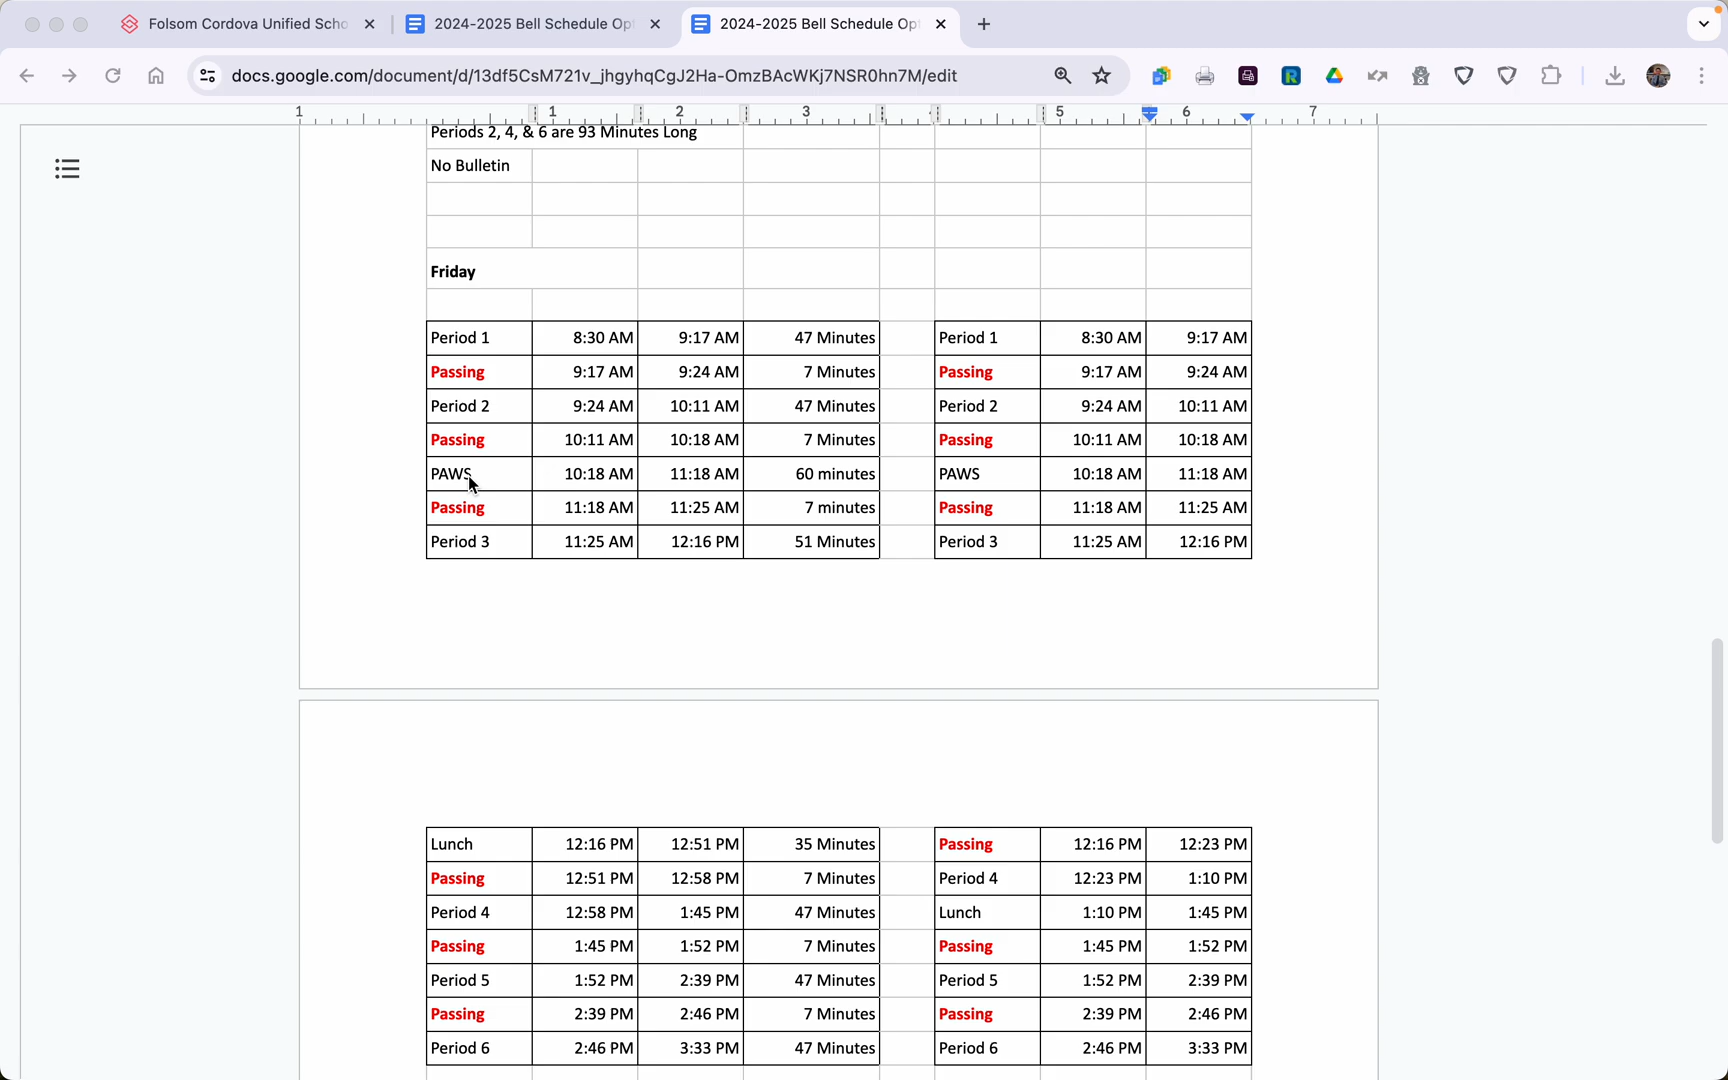 Folsom Cordova Unified Scho
2024-2025 Bell Schedule Opt
2024-2025 Bell Schedule Opt
docs.google.com/document/d/13df5CsM721v_jhgyhqCgJ2Ha-OmzBAcWKj7NSR0hn7M/edit
1 1 2 3 5 6 7
Periods 2, 4, & 6 are 93 Minutes Long
No Bulletin
Friday
Period 1 8:30 AM 9:17 AM 47 Minutes Period 1 8:30 AM 9:17 AM
Passing 9:17 AM 9:24 AM 7 Minutes Passing 9:17 AM 9:24 AM
Period 2 9:24 AM 10:11 AM 47 Minutes Period 2 9:24 AM 10:11 AM
Passing 10:11 AM 10:18 AM 7 Minutes Passing 10:11 AM 10:18 AM
PAWS 10:18 AM 11:18 AM 60 minutes PAWS 10:18 AM 11:18 AM
Passing 11:18 AM 11:25 AM 7 minutes Passing 11:18 AM 11:25 AM
Period 3 11:25 AM 12:16 PM 51 Minutes Period 3 11:25 AM 12:16 PM
Lunch 12:16 PM 12:51 PM 35 Minutes Passing 12:16 PM 12:23 PM
Passing 12:51 PM 12:58 PM 7 Minutes Period 4 12:23 PM 1:10 PM
Period 4 12:58 PM 1:45 PM 47 Minutes Lunch 1:10 PM 1:45 PM
Passing 1:45 PM 1:52 PM 7 Minutes Passing 1:45 PM 1:52 PM
Period 5 1:52 PM 2:39 PM 47 Minutes Period 5 1:52 PM 2:39 PM
Passing 2:39 PM 2:46 PM 7 Minutes Passing 2:39 PM 2:46 PM
Period 6 2:46 PM 3:33 PM 47 Minutes Period 6 2:46 PM 3:33 PM